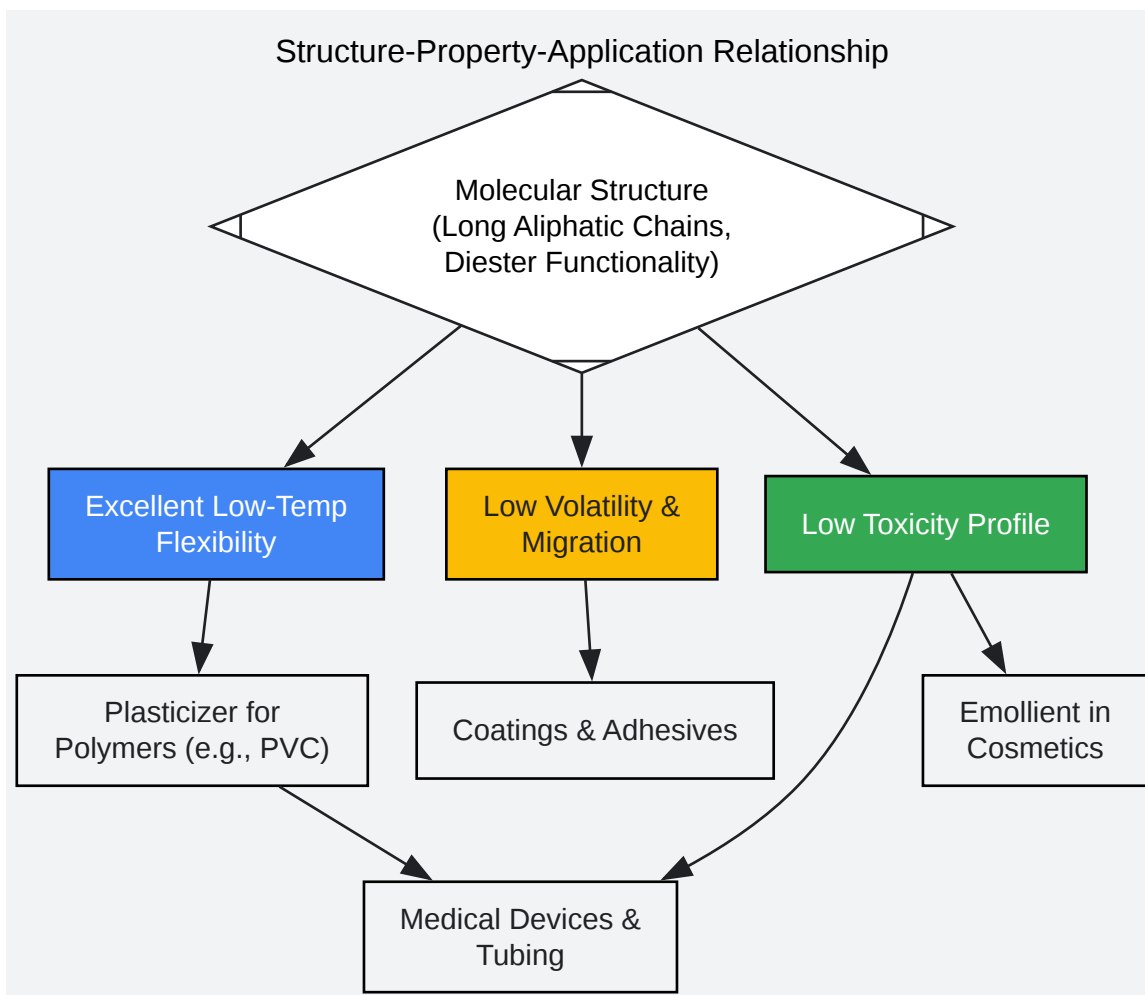 Structure-Property-Application Relationship
Molecular Structure
(Long Aliphatic Chains,
Diester Functionality)
Excellent Low-Temp
Flexibility
Low Volatility &
Migration
Low Toxicity Profile
Plasticizer for
Polymers (e.g., PVC)
Coatings & Adhesives
Emollient in
Cosmetics
Medical Devices &
Tubing